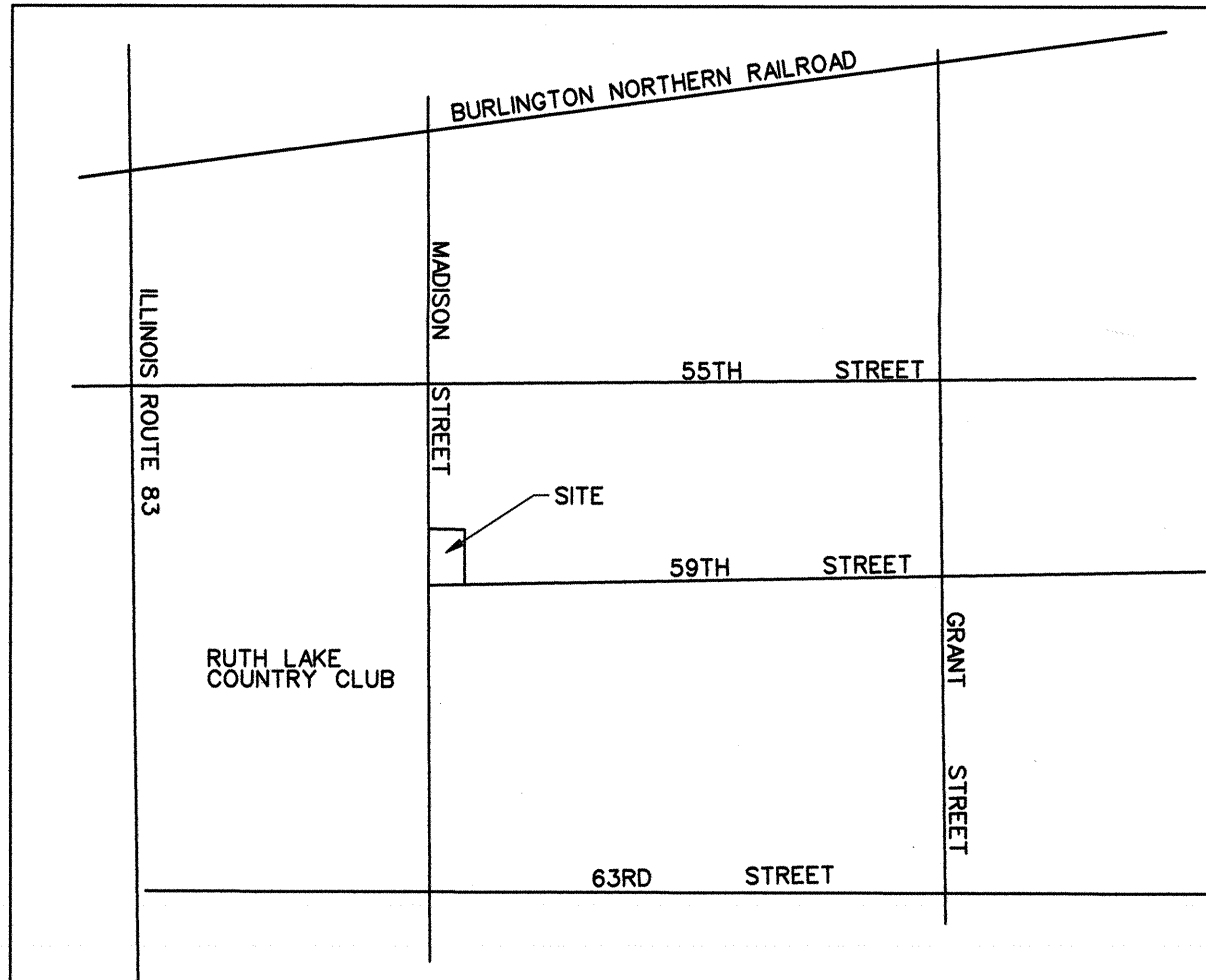 BURLINGTON NORTHERN RAILROAD
MADISON STREET
ILLINOIS ROUTE 83
55TH STREET
SITE
59TH STREET
RUTH LAKE
COUNTRY CLUB
GRANT STREET
63RD STREET